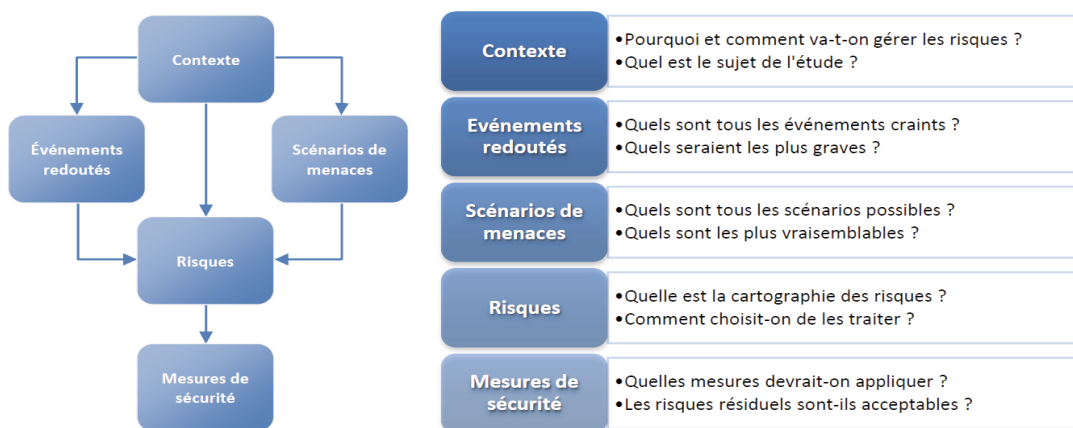 Contexte
Événements
redoutés
Scénarios de
menaces
Risques
Mesures de
sécurité
Contexte
•Pourquoi et comment va-t-on gérer les risques ?
•Quel est le sujet de l'étude ?
Evénements
redoutés
•Quels sont tous les événements craints ?
•Quels seraient les plus graves ?
Scénarios de
menaces
•Quels sont tous les scénarios possibles ?
•Quels sont les plus vraisemblables ?
Risques
•Quelle est la cartographie des risques ?
•Comment choisit-on de les traiter ?
Mesures de
sécurité
•Quelles mesures devrait-on appliquer ?
•Les risques résiduels sont-ils acceptables ?